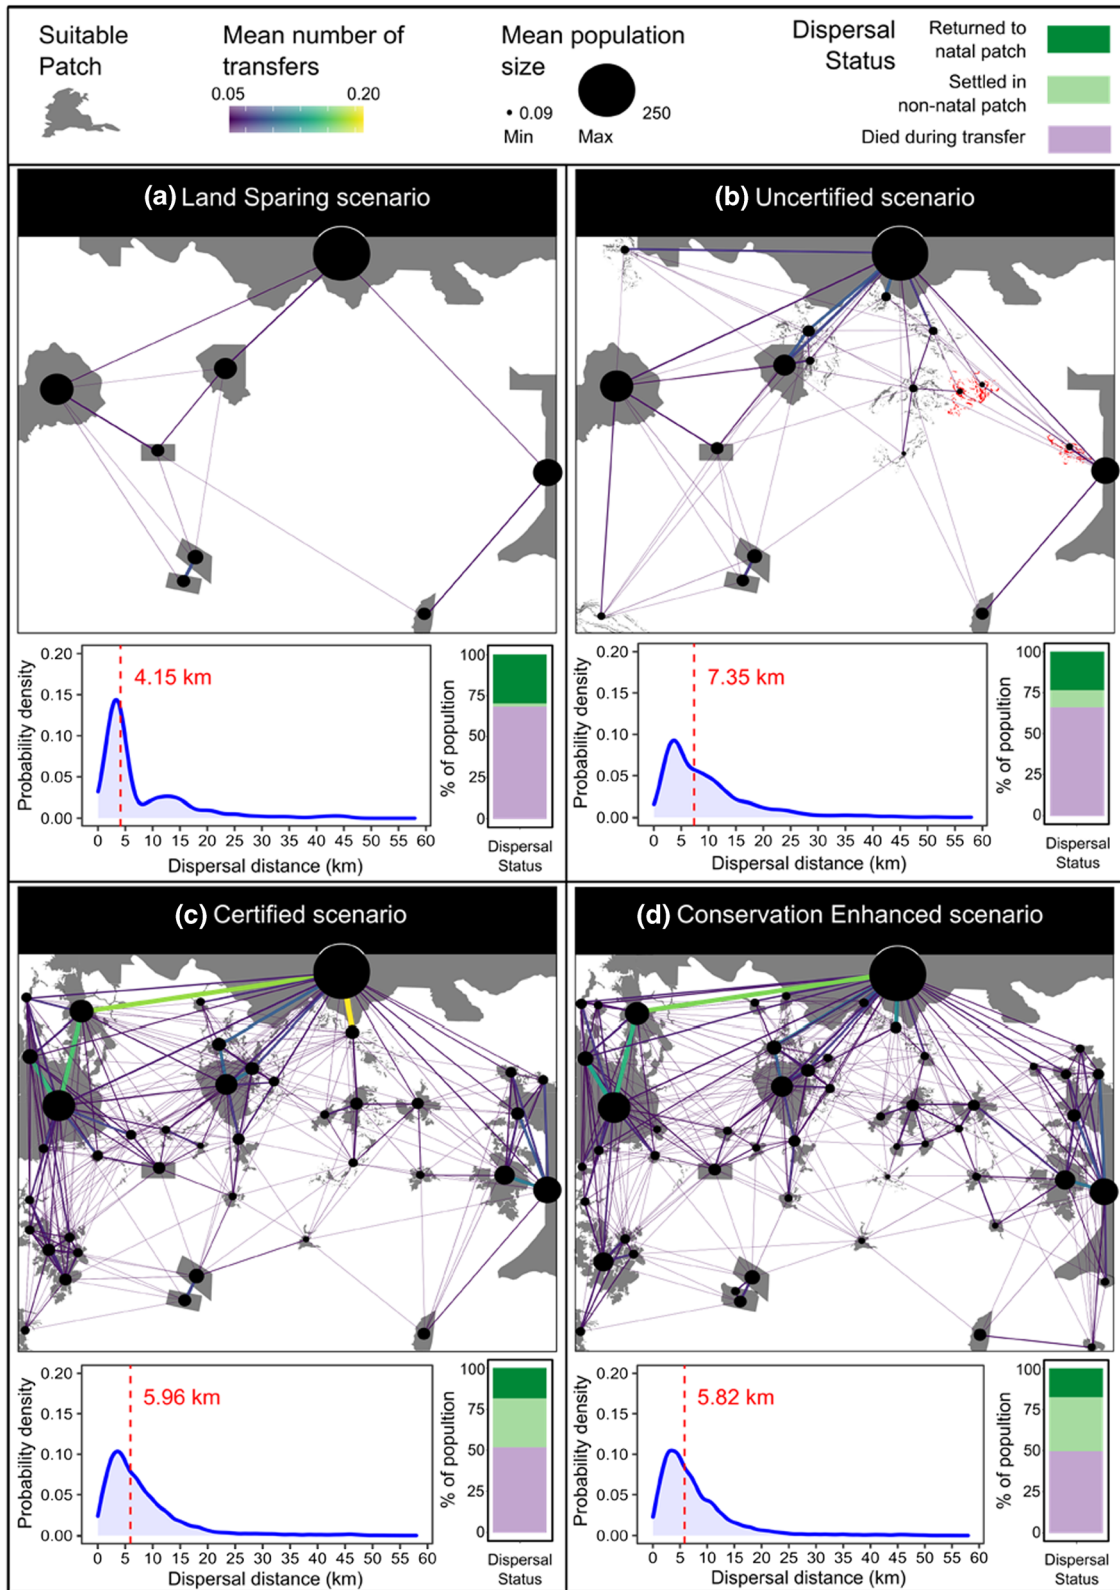 Suitable
Patch
Mean number of
transfers
0.05
0.20
Mean population
size
0.09
250
Min
Max
Dispersal
Status
Returned to
natal patch
Settled in
non-natal patch
Died during transfer
(a) Land Sparing scenario
(b) Uncertified scenario
0.20
0.15
0.10
0.05
0.00
Probability density
4.15 km
0 5 10 15 20 25 30 35 40 45 50 55 60
Dispersal distance (km)
100
75
50
25
0
% of popultion
Dispersal
Status
0.20
0.15
0.10
0.05
0.00
Probability density
7.35 km
0 5 10 15 20 25 30 35 40 45 50 55 60
Dispersal distance (km)
100
75
50
25
0
% of popultion
Dispersal
Status
(c) Certified scenario
(d) Conservation Enhanced scenario
0.20
0.15
0.10
0.05
0.00
Probability density
5.96 km
0 5 10 15 20 25 30 35 40 45 50 55 60
Dispersal distance (km)
100
75
50
25
0
% of popultion
Dispersal
Status
0.20
0.15
0.10
0.05
0.00
Probability density
5.82 km
0 5 10 15 20 25 30 35 40 45 50 55 60
Dispersal distance (km)
100
75
50
25
0
% of popultion
Dispersal
Status